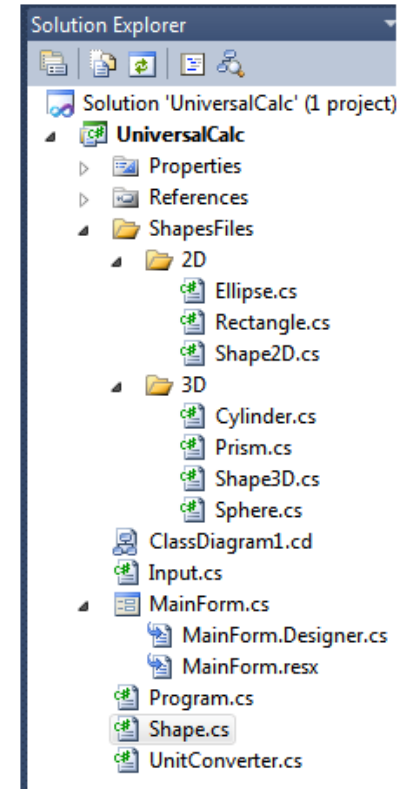 Solution Explorer
Solution 'UniversalCalc' (1 project)
UniversalCalc
Properties
References
ShapesFiles
2D
Ellipse.cs
Rectangle.cs
Shape2D.cs
3D
Cylinder.cs
Prism.cs
Shape3D.cs
Sphere.cs
ClassDiagram1.cd
Input.cs
MainForm.cs
MainForm.Designer.cs
MainForm.resx
Program.cs
Shape.cs
UnitConverter.cs